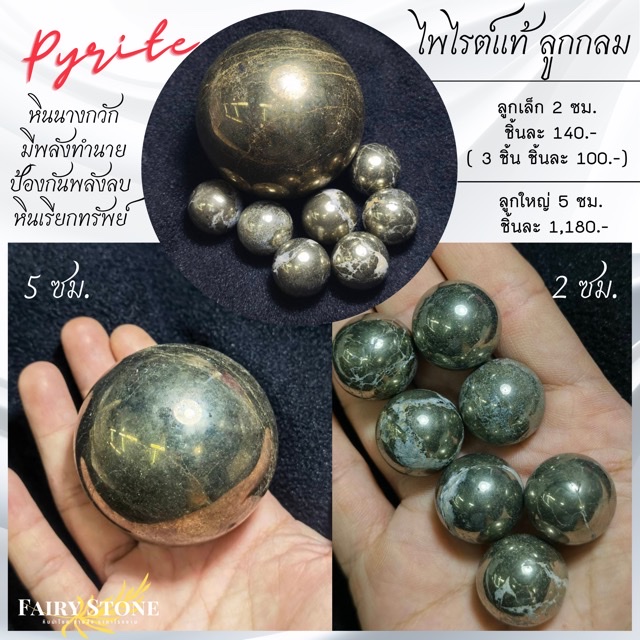 Pyrite
หินนางกวัก
มีพลังทำนาย
ป้องกันพลังลบ
หินเรียกทรัพย์
ไพไรต์แท้ ลูกกลม
ลูกเล็ก 2 ซม.
ชิ้นละ 140.-
( 3 ชิ้น ชิ้นละ 100.-)
ลูกใหญ่ 5 ซม.
ชิ้นละ 1,180.-
5 ซม.
2 ซม.
FAIRY STONE